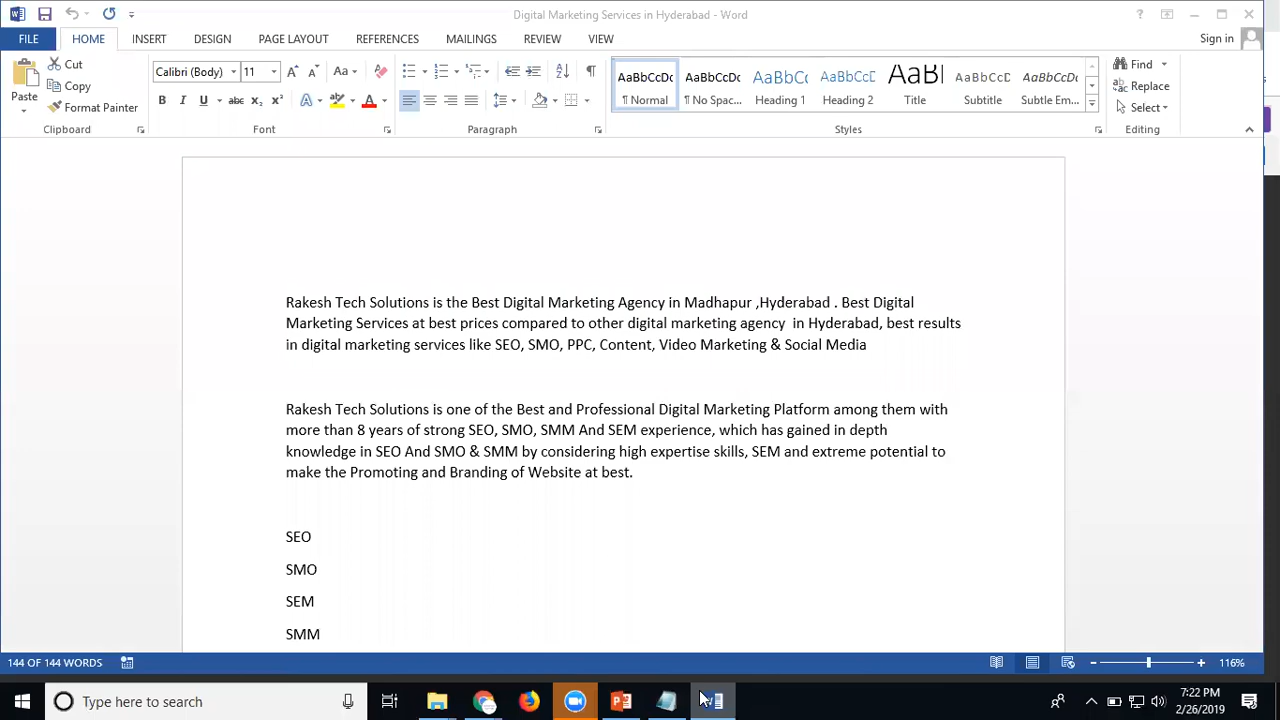 Digital Marketing Services in Hyderabad - Word
FILE HOME INSERT DESIGN PAGE LAYOUT REFERENCES MAILINGS REVIEW VIEW Sign in
Paste
Cut
Copy
Format Painter
Clipboard
Calibri (Body) 11
Font
Paragraph
AaBbCcDc AaBbCcDc AaBbCc AaBbCcD AaBl AaBbCcD AaBbCcDc
¶ Normal ¶ No Spac... Heading Heading 2 Title Subtitle Subtle Em...
Styles
Find
Replace
Select
Editing
Rakesh Tech Solutions is the Best Digital Marketing Agency in Madhapur ,Hyderabad . Best Digital
Marketing Services at best prices compared to other digital marketing agency  in Hyderabad, best results
in digital marketing services like SEO, SMO, PPC, Content, Video Marketing & Social Media
Rakesh Tech Solutions is one of the Best and Professional Digital Marketing Platform among them with
more than 8 years of strong SEO, SMO, SMM And SEM experience, which has gained in depth
knowledge in SEO And SMO & SMM by considering high expertise skills, SEM and extreme potential to
make the Promoting and Branding of Website at best.
SEO
SMO
SEM
SMM
144 OF 144 WORDS 116%
Type here to search
7:22 PM
2/26/2019